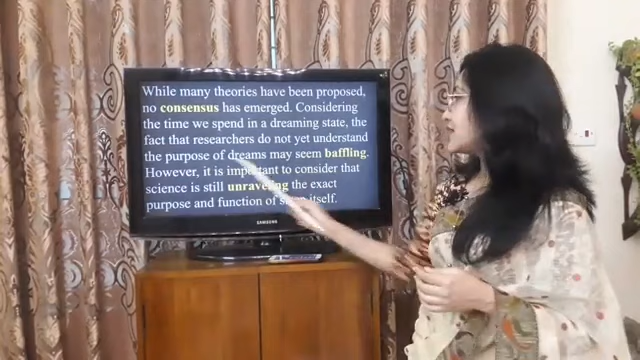 While many theories have been proposed,
no consensus has emerged. Considering
the time we spend in a dreaming state, the
fact that researchers do not yet understand
the purpose of dreams may seem baffling.
However, it is important to consider that
science is still unraveling the exact
purpose and function of sleep itself.
SAMSUNG